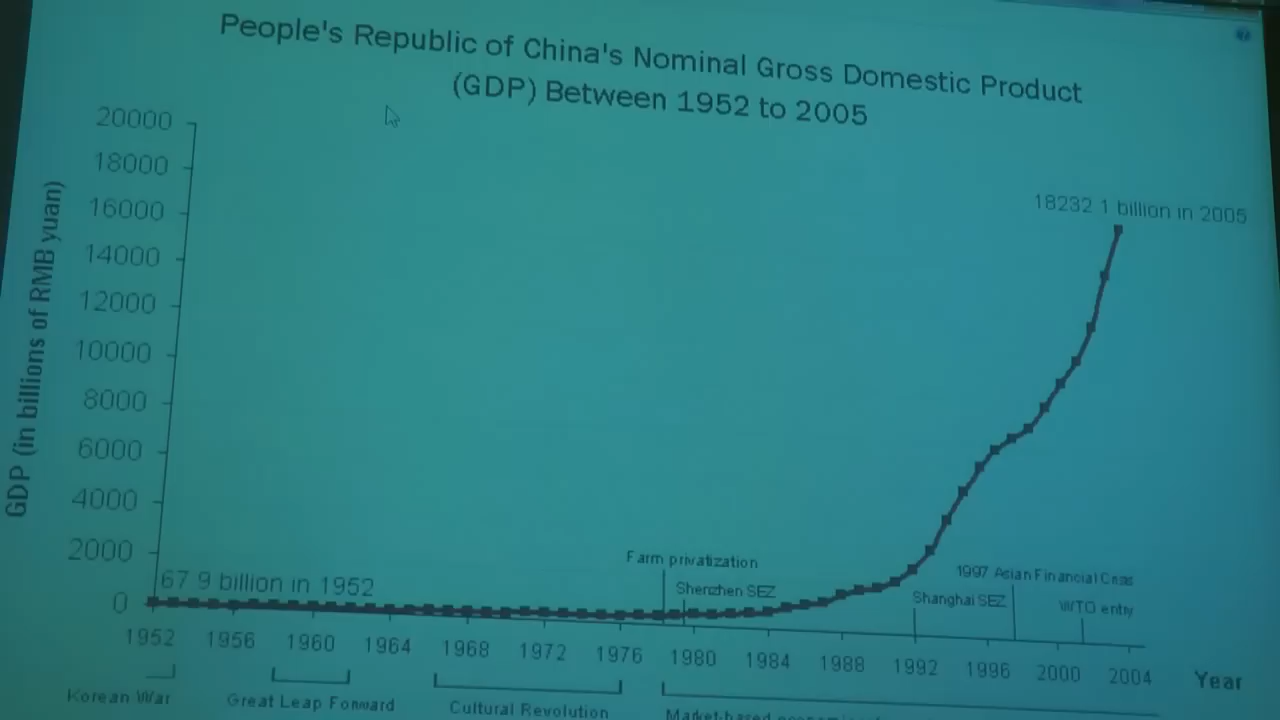 People's Republic of China's Nominal Gross Domestic Product
(GDP) Between 1952 to 2005
20000
18000
16000
14000
12000
10000
8000
6000
4000
2000
0
GDP (in billions of RMB yuan)
18232.1 billion in 2005
67.9 billion in 1952
Farm privatization
Shenzhen SEZ
1997 Asian Financial Crisis
Shanghai SEZ
WTO entry
1952 1956 1960 1964 1968 1972 1976 1980 1984 1988 1992 1996 2000 2004 Year
Korean War
Great Leap Forward
Cultural Revolution
Market-based